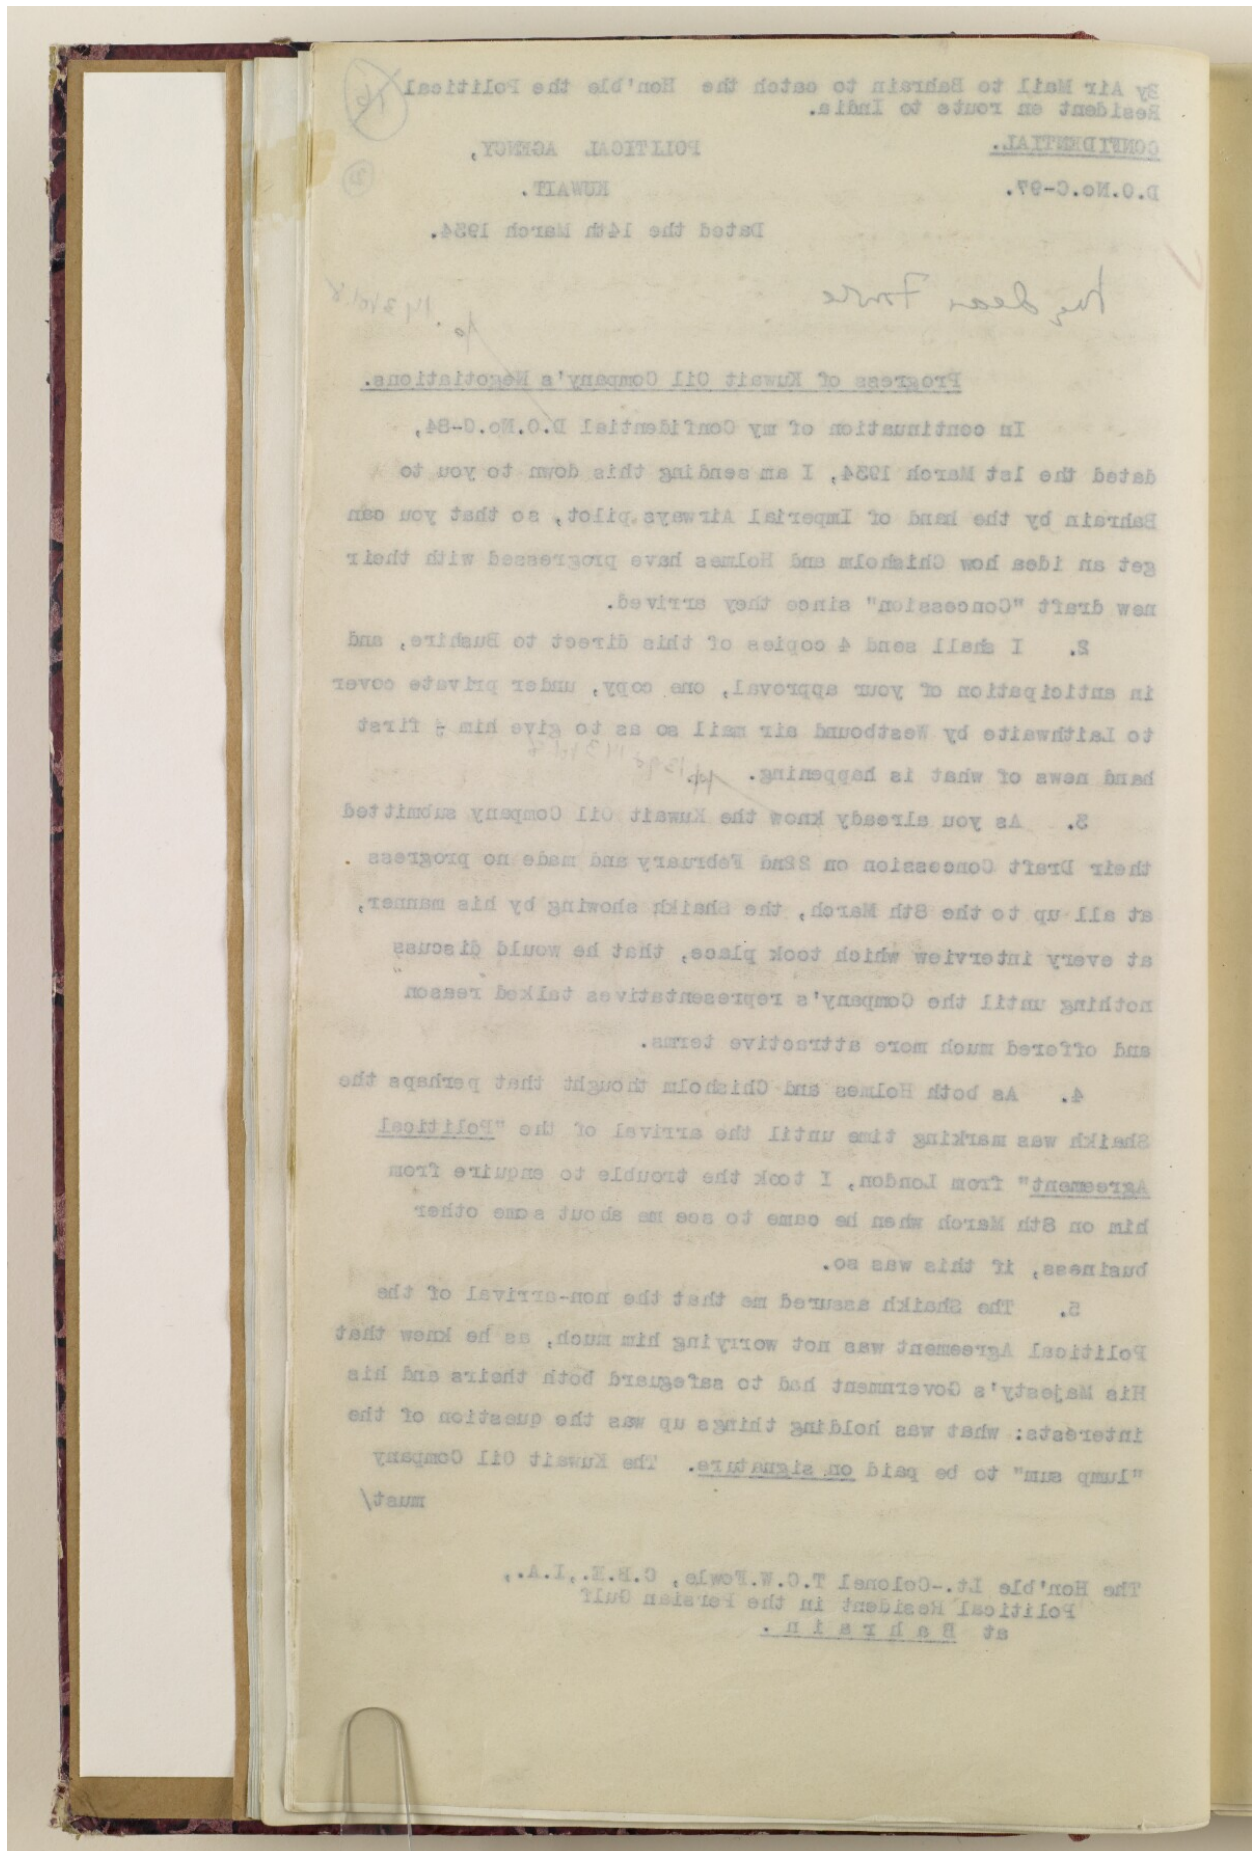 By Air Mail to Bahrain to catch the Hon'ble the Political
Resident en route to India.
CONFIDENTIAL.
POLITICAL AGENCY,
D.O.No.C-97.
KUWAIT.
Dated the 14th March 1934.
My dear Fowle
Progress of Kuwait Oil Company's Negotiations.
In continuation of my Confidential D.O.No.C-84,
dated the 1st March 1934, I am sending this down to you to
Bahrain by the hand of Imperial Airways pilot, so that you can
get an idea how Chisholm and Holmes have progressed with their
new draft "Concession" since they arrived.
2. I shall send 4 copies of this direct to Bushire, and
in anticipation of your approval, one copy, under private cover
to Laithwaite by Westbound air mail so as to give him first
hand news of what is happening.
3. As you already know the Kuwait Oil Company submitted
their Draft Concession on 22nd February and made no progress
at all up to the 8th March, the Shaikh showing by his manner,
at every interview which took place, that he would discuss
nothing until the Company's representatives talked reason
and offered much more attractive terms.
4. As both Holmes and Chisholm thought that perhaps the
Shaikh was marking time until the arrival of the "Political
Agreement" from London, I took the trouble to enquire from
him on 8th March when he came to see me about some other
business, if this was so.
5. The Shaikh assured me that the non-arrival of the
Political Agreement was not worrying him much, as he knew that
His Majesty's Government had to safeguard both theirs and his
interests: what was holding things up was the question of the
"lump sum" to be paid on signature. The Kuwait Oil Company
must/
The Hon'ble Lt.-Colonel T.C.W.Fowle, C.B.E.,I.A.,
Political Resident in the Persian Gulf
at Bahrain.